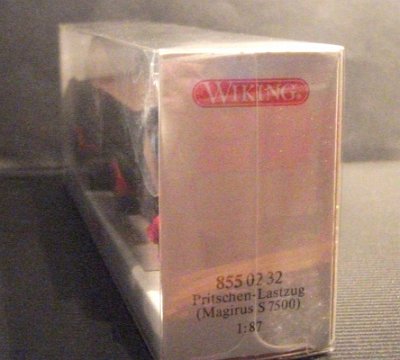 WIKING
855 02 32
Pritschen-Lastzug
(Magirus S 7500)
1:87